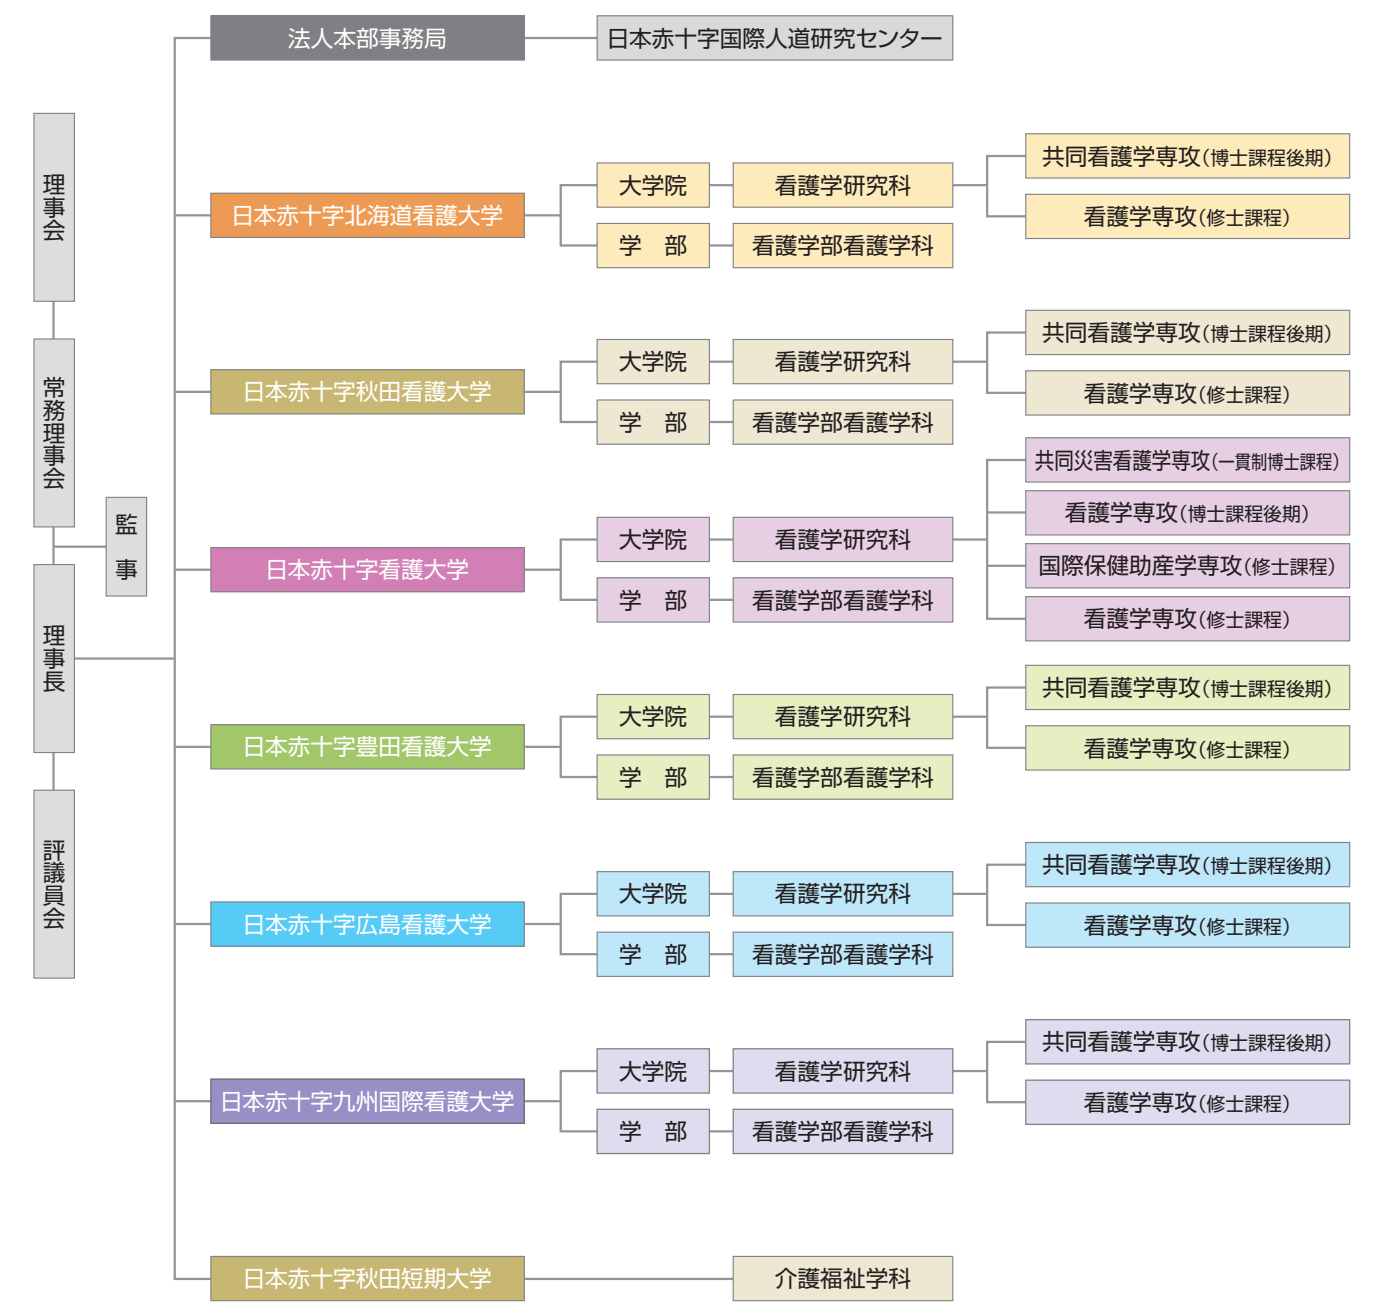 理事会
常務理事会
監事
理事長
評議員会
法人本部事務局
日本赤十字国際人道研究センター
日本赤十字北海道看護大学
大学院
看護学研究科
共同看護学専攻(博士課程後期)
看護学専攻(修士課程)
学　部
看護学部看護学科
日本赤十字秋田看護大学
大学院
看護学研究科
共同看護学専攻(博士課程後期)
看護学専攻(修士課程)
学　部
看護学部看護学科
日本赤十字看護大学
大学院
看護学研究科
共同災害看護学専攻(一貫制博士課程)
看護学専攻(博士課程後期)
国際保健助産学専攻(修士課程)
看護学専攻(修士課程)
学　部
看護学部看護学科
日本赤十字豊田看護大学
大学院
看護学研究科
共同看護学専攻(博士課程後期)
看護学専攻(修士課程)
学　部
看護学部看護学科
日本赤十字広島看護大学
大学院
看護学研究科
共同看護学専攻(博士課程後期)
看護学専攻(修士課程)
学　部
看護学部看護学科
日本赤十字九州国際看護大学
大学院
看護学研究科
共同看護学専攻(博士課程後期)
看護学専攻(修士課程)
学　部
看護学部看護学科
日本赤十字秋田短期大学
介護福祉学科